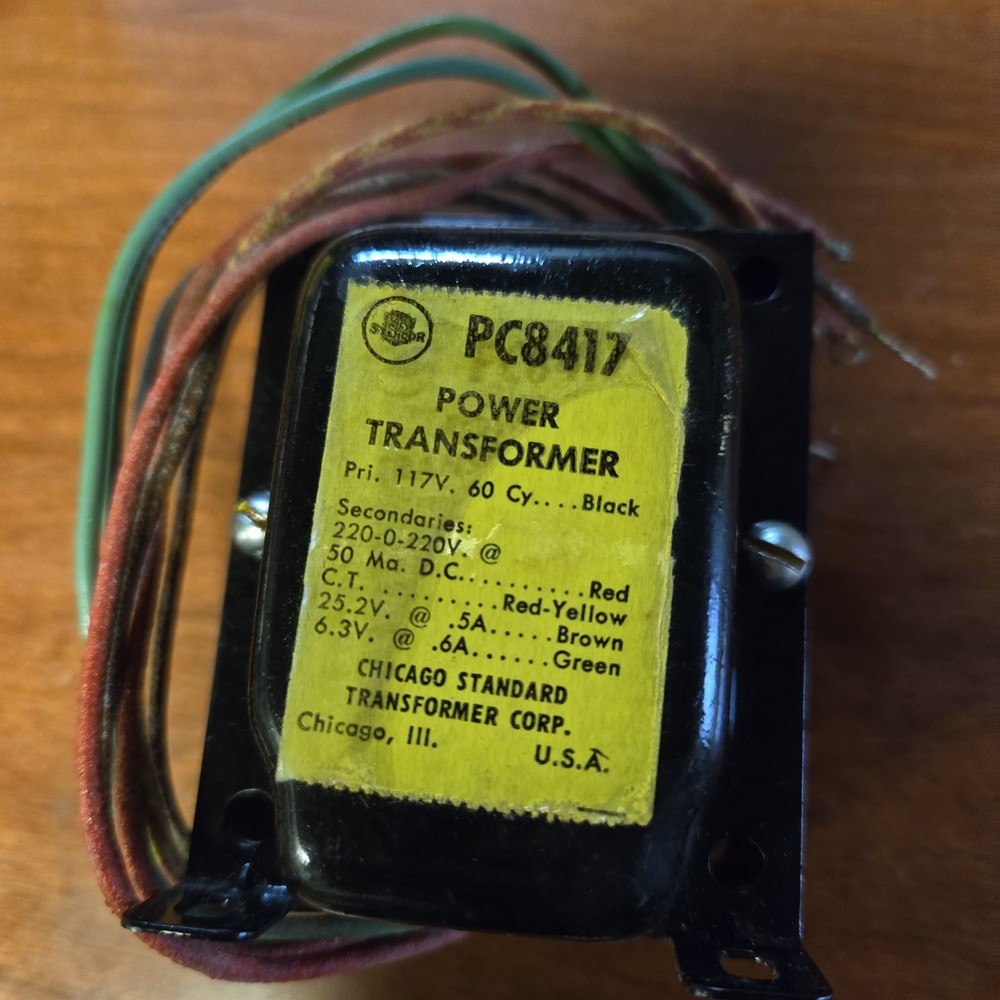 STANCOR
PC8417
POWER
TRANSFORMER
Pri. 117V. 60 Cy....Black
Secondaries:
220-0-220V. @
50 Ma. D.C..........Red
C.T. ..........Red-Yellow
25.2V. @ .5A.....Brown
6.3V. @ .6A......Green
CHICAGO STANDARD
TRANSFORMER CORP.
Chicago, Ill. U.S.A.